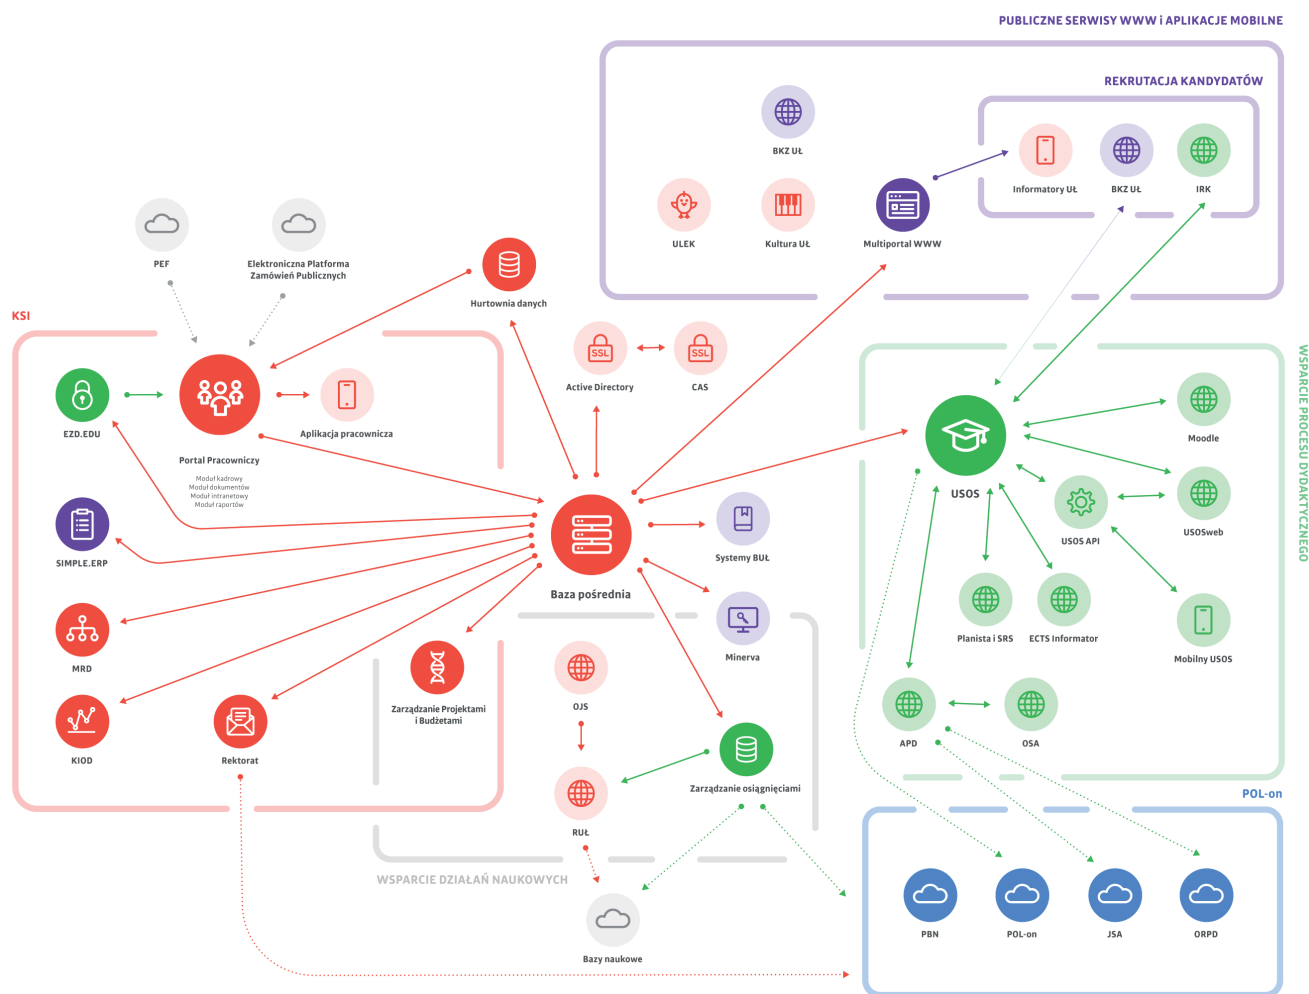 PUBLICZNE SERWISY WWW i APLIKACJE MOBILNE
REKRUTACJA KANDYDATÓW
BKZ UŁ
Informatory UŁ
BKZ UŁ
IRK
ULEK
Kultura UŁ
Multiportal WWW
PEF
Elektroniczna Platforma
Zamówień Publicznych
Hurtownia danych
KSI
SSL
SSL
Active Directory
CAS
WSPARCIE PROCESU DYDAKTYCZNEGO
EZD.EDU
Aplikacja pracownicza
Portal Pracowniczy
Moduł kadrowy
Moduł dokumentów
Moduł intranetowy
Moduł raportów
Moodle
USOS
USOS API
USOSweb
SIMPLE.ERP
Systemy BUŁ
Baza pośrednia
Planista i SRS
ECTS Informator
Mobilny USOS
Minerva
MRD
OJS
Zarządzanie Projektami
i Budżetami
APD
OSA
KIOD
Rektorat
Zarządzanie osiągnięciami
POL-on
RUŁ
WSPARCIE DZIAŁAŃ NAUKOWYCH
PBN
POL-on
JSA
ORPD
Bazy naukowe